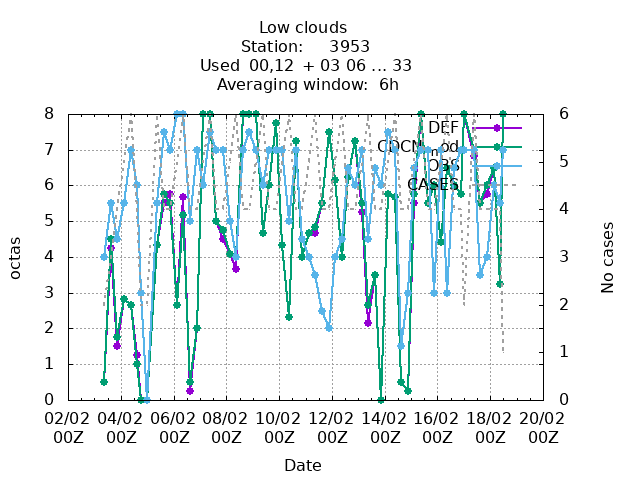 Low clouds
Station: 3953
Used 00,12 + 03 06 ... 33
Averaging window: 6h
8
7
6
5
4
3
2
1
0
octas
6
5
4
3
2
1
0
No cases
DEF
OBS
CASES
02/02 04/02 06/02 08/02 10/02 12/02 14/02 16/02 18/02 20/02
00Z 00Z 00Z 00Z 00Z 00Z 00Z 00Z 00Z 00Z
Date